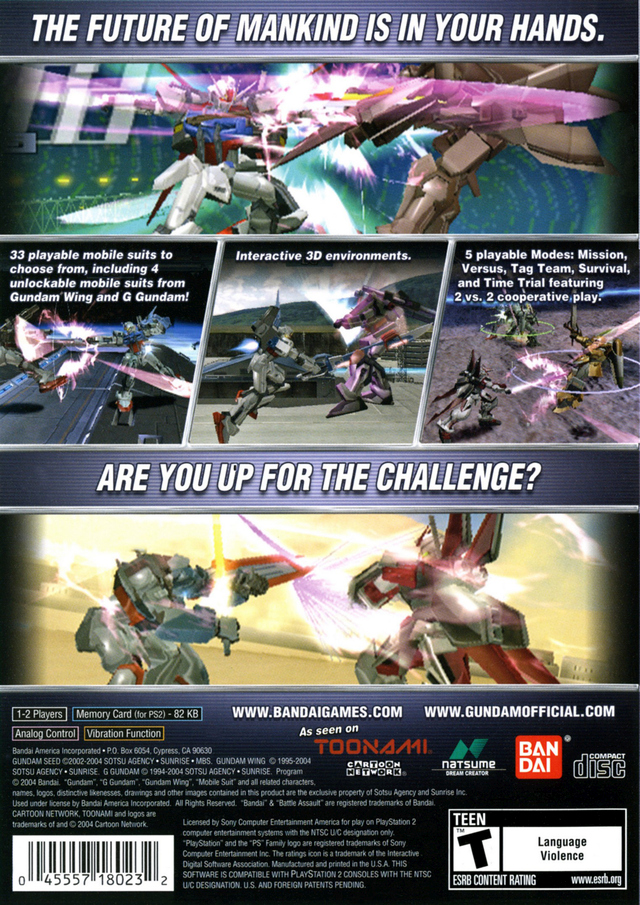 THE FUTURE OF MANKIND IS IN YOUR HANDS.
33 playable mobile suits to
choose from, including 4
unlockable mobile suits from
Gundam Wing and G Gundam!
Interactive 3D environments.
5 playable Modes: Mission,
Versus, Tag Team, Survival,
and Time Trial featuring
2 vs. 2 cooperative play.
ARE YOU UP FOR THE CHALLENGE?
1-2 Players
Memory Card (for PS2) - 82 KB
Analog Control
Vibration Function
WWW.BANDAIGAMES.COM
WWW.GUNDAMOFFICIAL.COM
As seen on
TOONAMI.
CARTOON
NETWORK®
natsume
DREAM CREATOR
BAN
DAI®
COMPACT
disc
Bandai America Incorporated • P.O. Box 6054, Cypress, CA 90630
GUNDAM SEED ©2002-2004 SOTSU AGENCY • SUNRISE • MBS. GUNDAM WING © 1995-2004
SOTSU AGENCY • SUNRISE. G GUNDAM © 1994-2004 SOTSU AGENCY • SUNRISE. Program
© 2004 Bandai. "Gundam", "G Gundam", "Gundam Wing", "Mobile Suit" and all related characters,
names, logos, distinctive likenesses, drawings and other images contained in this product are the exclusive property of Sotsu Agency and Sunrise Inc.
Used under license by Bandai America Incorporated. All Rights Reserved. "Bandai" & "Battle Assault" are registered trademarks of Bandai.
CARTOON NETWORK, TOONAMI and logos are
trademarks of and © 2004 Cartoon Network.
Licensed by Sony Computer Entertainment America for play on PlayStation 2
computer entertainment systems with the NTSC U/C designation only.
"PlayStation" and the "PS" Family logo are registered trademarks of Sony
Computer Entertainment Inc. The ratings icon is a trademark of the Interactive
Digital Software Association. Manufactured and printed in the U.S.A. THIS
SOFTWARE IS COMPATIBLE WITH PLAYSTATION 2 CONSOLES WITH THE NTSC
U/C DESIGNATION. U.S. AND FOREIGN PATENTS PENDING.
0 45557 18023 2
TEEN
T
TM
Language
Violence
ESRB CONTENT RATING
www.esrb.org